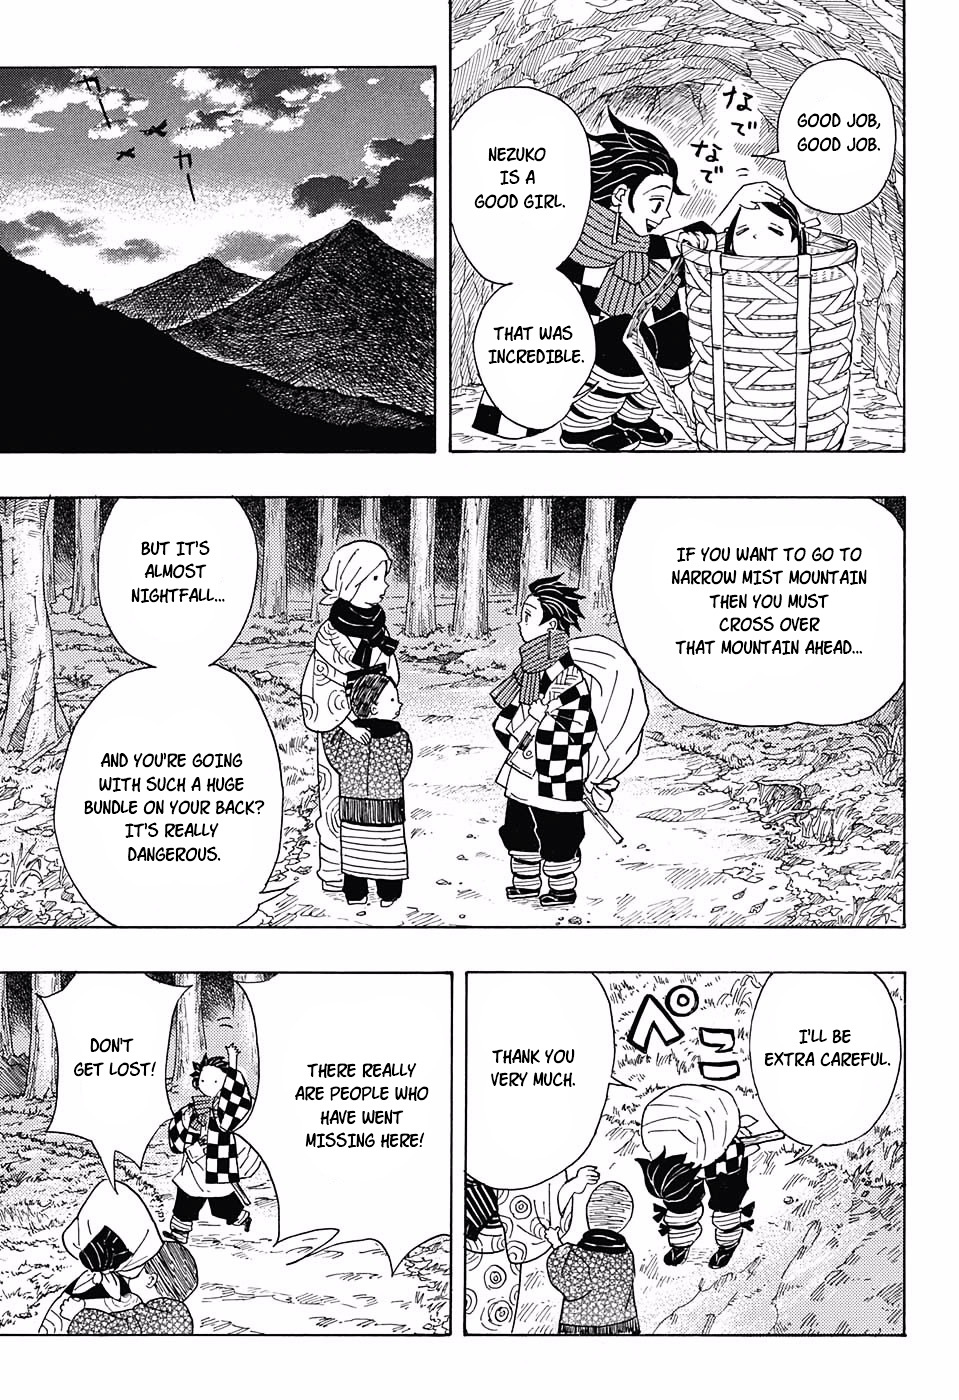 GOOD JOB,
GOOD JOB.
なでなで
NEZUKO
IS A
GOOD GIRL.
THAT WAS
INCREDIBLE.
カー
カー
IF YOU WANT TO GO TO
NARROW MIST MOUNTAIN
THEN YOU MUST
CROSS OVER
THAT MOUNTAIN AHEAD...
BUT IT'S
ALMOST
NIGHTFALL...
AND YOU'RE GOING
WITH SUCH A HUGE
BUNDLE ON YOUR BACK?
IT'S REALLY
DANGEROUS.
I'LL BE
EXTRA CAREFUL.
ペコ
THANK YOU
VERY MUCH.
THERE REALLY
ARE PEOPLE WHO
HAVE WENT
MISSING HERE!
DON'T
GET LOST!